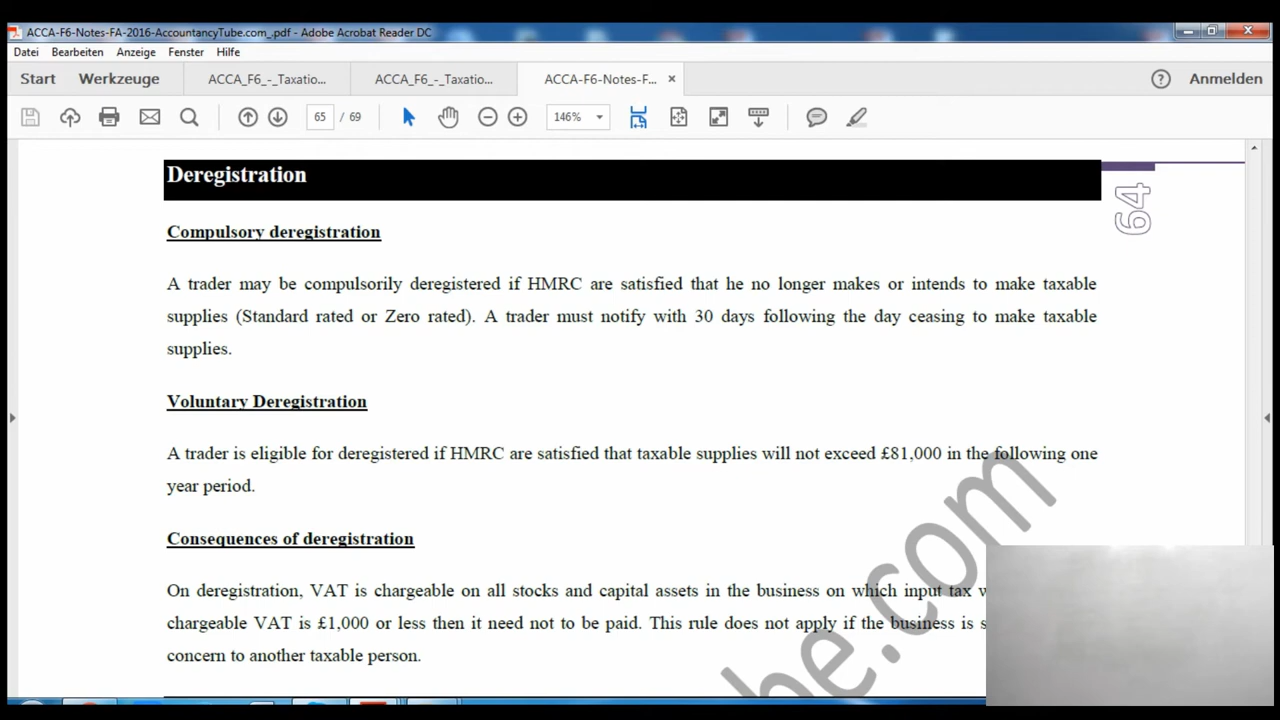 ACCA-F6-Notes-FA-2016-AccountancyTube.com_.pdf - Adobe Acrobat Reader DC
Datei Bearbeiten Anzeige Fenster Hilfe
Start Werkzeuge ACCA_F6_-_Taxatio... ACCA_F6_-_Taxatio... ACCA-F6-Notes-F... × ? Anmelden
65 / 69 146%
Deregistration
64
Compulsory deregistration
A trader may be compulsorily deregistered if HMRC are satisfied that he no longer makes or intends to make taxable
supplies (Standard rated or Zero rated). A trader must notify with 30 days following the day ceasing to make taxable
supplies.
Voluntary Deregistration
A trader is eligible for deregistered if HMRC are satisfied that taxable supplies will not exceed £81,000 in the following one
year period.
Consequences of deregistration
On deregistration, VAT is chargeable on all stocks and capital assets in the business on which input tax
chargeable VAT is £1,000 or less then it need not to be paid. This rule does not apply if the business is
concern to another taxable person.
be.com